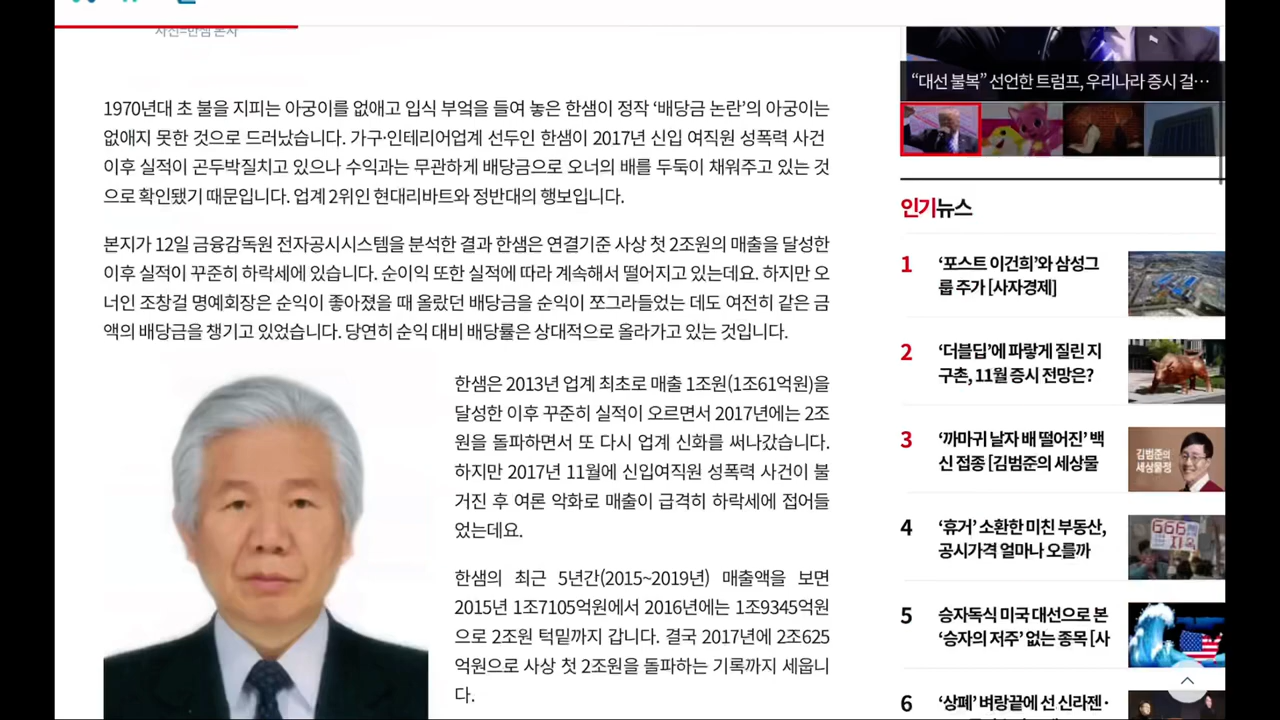 사진=한샘 본사
1970년대 초 불을 지피는 아궁이를 없애고 입식 부엌을 들여 놓은 한샘이 정작 ‘배당금 논란’의 아궁이는
없애지 못한 것으로 드러났습니다. 가구·인테리어업계 선두인 한샘이 2017년 신입 여직원 성폭력 사건
이후 실적이 곤두박질치고 있으나 수익과는 무관하게 배당금으로 오너의 배를 두둑이 채워주고 있는 것
으로 확인됐기 때문입니다. 업계 2위인 현대리바트와 정반대의 행보입니다.
본지가 12일 금융감독원 전자공시시스템을 분석한 결과 한샘은 연결기준 사상 첫 2조원의 매출을 달성한
이후 실적이 꾸준히 하락세에 있습니다. 순이익 또한 실적에 따라 계속해서 떨어지고 있는데요. 하지만 오
너인 조창걸 명예회장은 순익이 좋아졌을 때 올랐던 배당금을 순익이 쪼그라들었는 데도 여전히 같은 금
액의 배당금을 챙기고 있었습니다. 당연히 순익 대비 배당률은 상대적으로 올라가고 있는 것입니다.
한샘은 2013년 업계 최초로 매출 1조원(1조61억원)을
달성한 이후 꾸준히 실적이 오르면서 2017년에는 2조
원을 돌파하면서 또 다시 업계 신화를 써나갔습니다.
하지만 2017년 11월에 신입여직원 성폭력 사건이 불
거진 후 여론 악화로 매출이 급격히 하락세에 접어들
었는데요.
한샘의 최근 5년간(2015~2019년) 매출액을 보면
2015년 1조7105억원에서 2016년에는 1조9345억원
으로 2조원 턱밑까지 갑니다. 결국 2017년에 2조625
억원으로 사상 첫 2조원을 돌파하는 기록까지 세웁니
다.
“대선 불복” 선언한 트럼프, 우리나라 증시 걸…
인기뉴스
1 ‘포스트 이건희’와 삼성그
룹 주가 [사자경제]
2 ‘더블딥’에 파랗게 질린 지
구촌, 11월 증시 전망은?
3 ‘까마귀 날자 배 떨어진’ 백
신 접종 [김범준의 세상물
김범준의
세상물정
4 ‘휴거’ 소환한 미친 부동산,
공시가격 얼마나 오를까
666
5 승자독식 미국 대선으로 본
‘승자의 저주’ 없는 종목 [사
6 ‘상폐’ 벼랑끝에 선 신라젠·